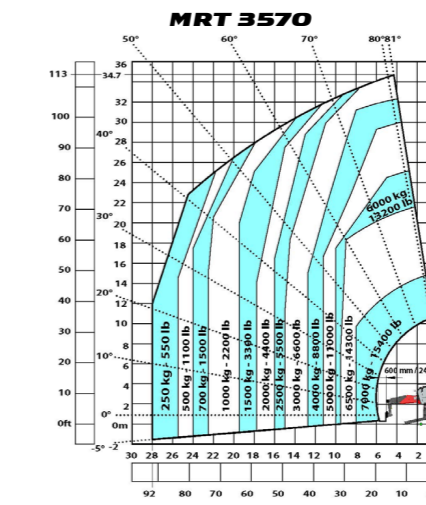 MRT 3570
50° 60° 70° 80° 81°
113 36
34.7
32
100 30
40° 28
90 26
80 24
22
70 20
30° 18
60 16
50 14
20° 12
40 10
30 8
10° 6
20 4
10 2
0° 0m
0ft
-5° -2
250 kg - 550 lb
500 kg - 1100 lb
700 kg - 1500 lb
1000 kg - 2200 lb
1500 kg - 3300 lb
2000 kg - 4400 lb
2500 kg - 5500 lb
3000 kg - 6600 lb
4000 kg - 8800 lb
5000 kg - 11000 lb
6500 kg - 14300 lb
7000 kg - 15400 lb
6000 kg
13200 lb
600 mm / 24
30 28 26 24 22 20 18 16 14 12 10 8 6 4 2
92 80 70 60 50 40 30 20 10